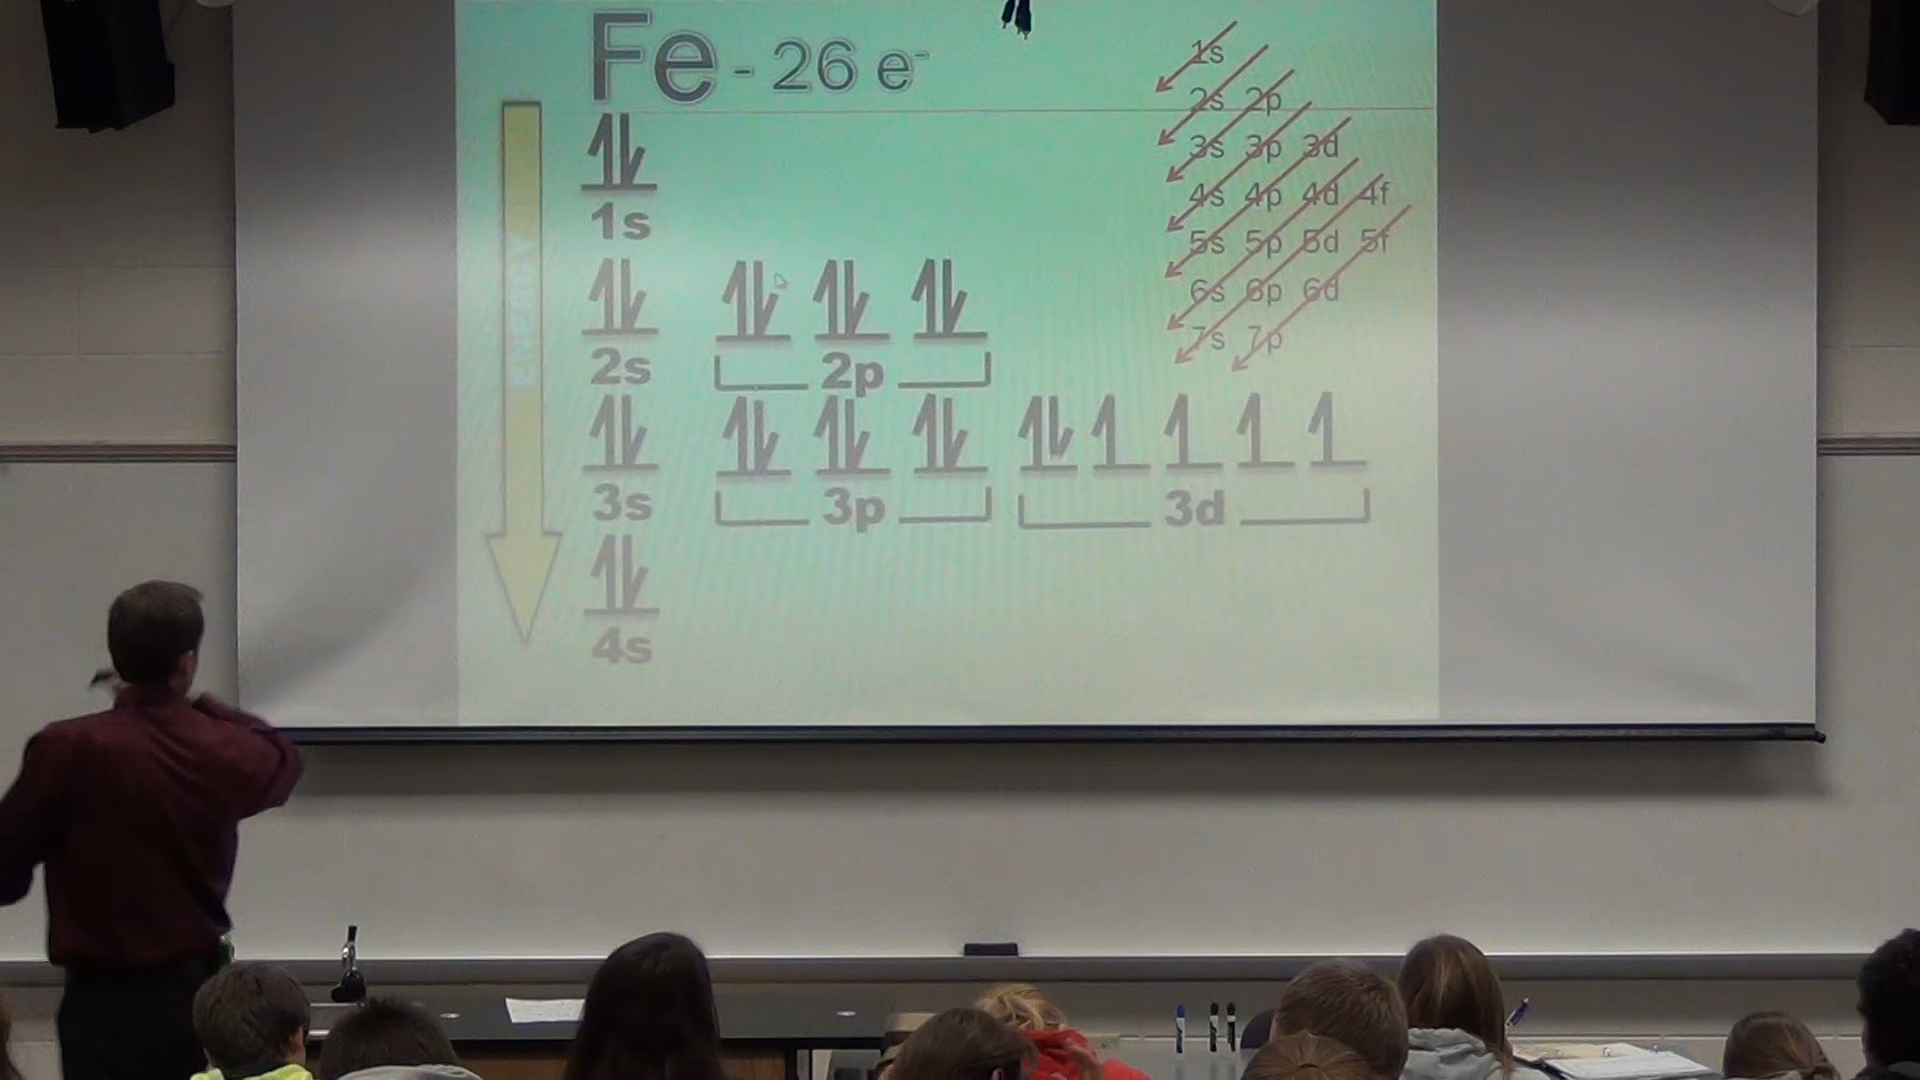 Fe - 26 e⁻
1s
2s 2p
3s 3p 3d
4s 4p 4d 4f
5s 5p 5d 5f
6s 6p 6d
7s 7p
ENERGY
1s
2s 2p
3s 3p 3d
4s